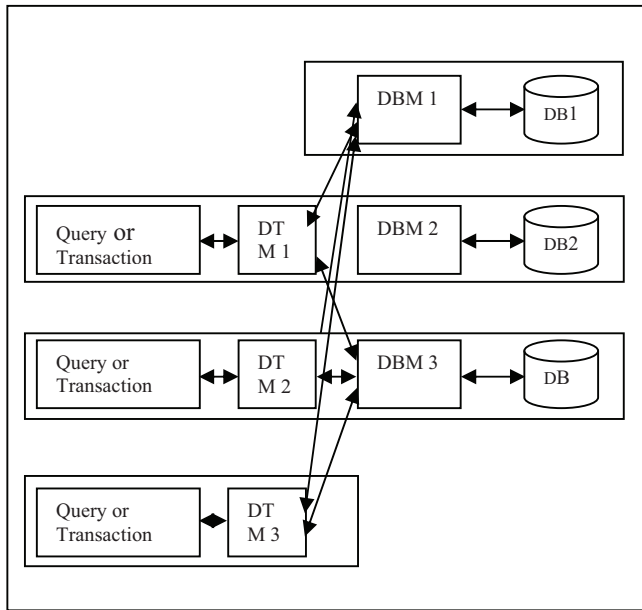 DBM 1
DB1
Query or
Transaction
DT
M 1
DBM 2
DB2
Query or
Transaction
DT
M 2
DBM 3
DB
Query or
Transaction
DT
M 3